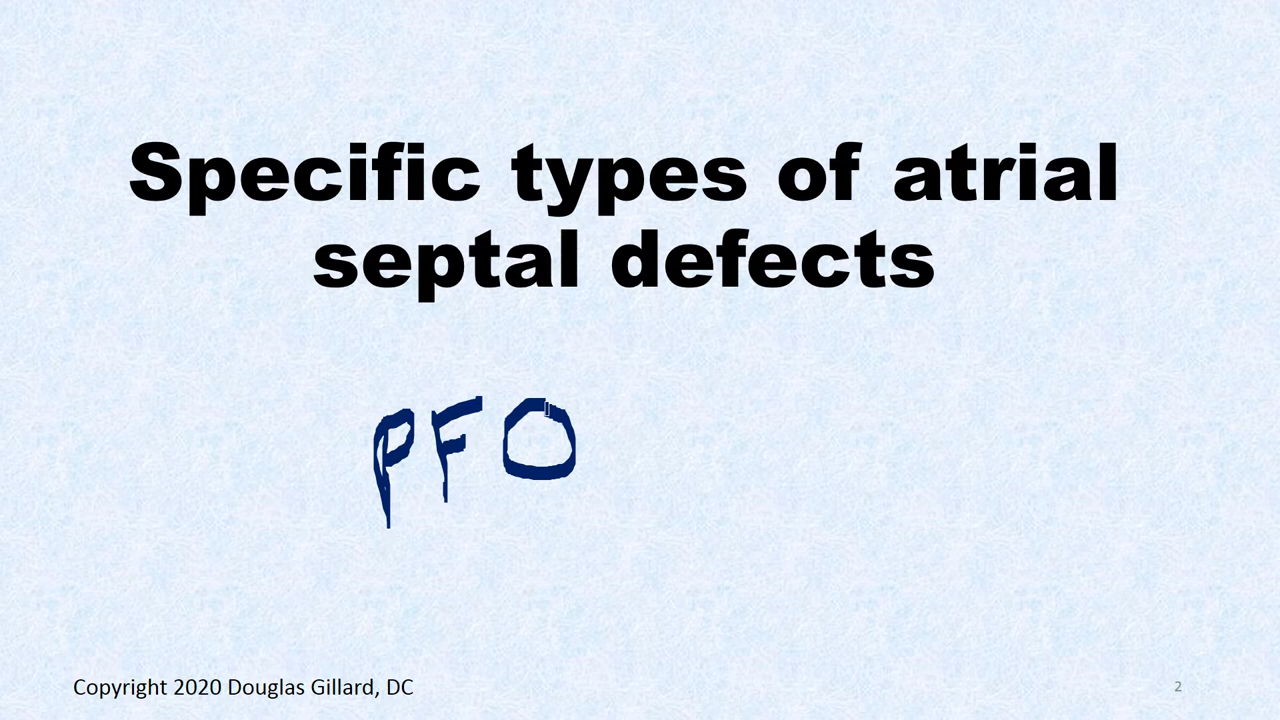 Specific types of atrial
septal defects
PFO
Copyright 2020 Douglas Gillard, DC
2